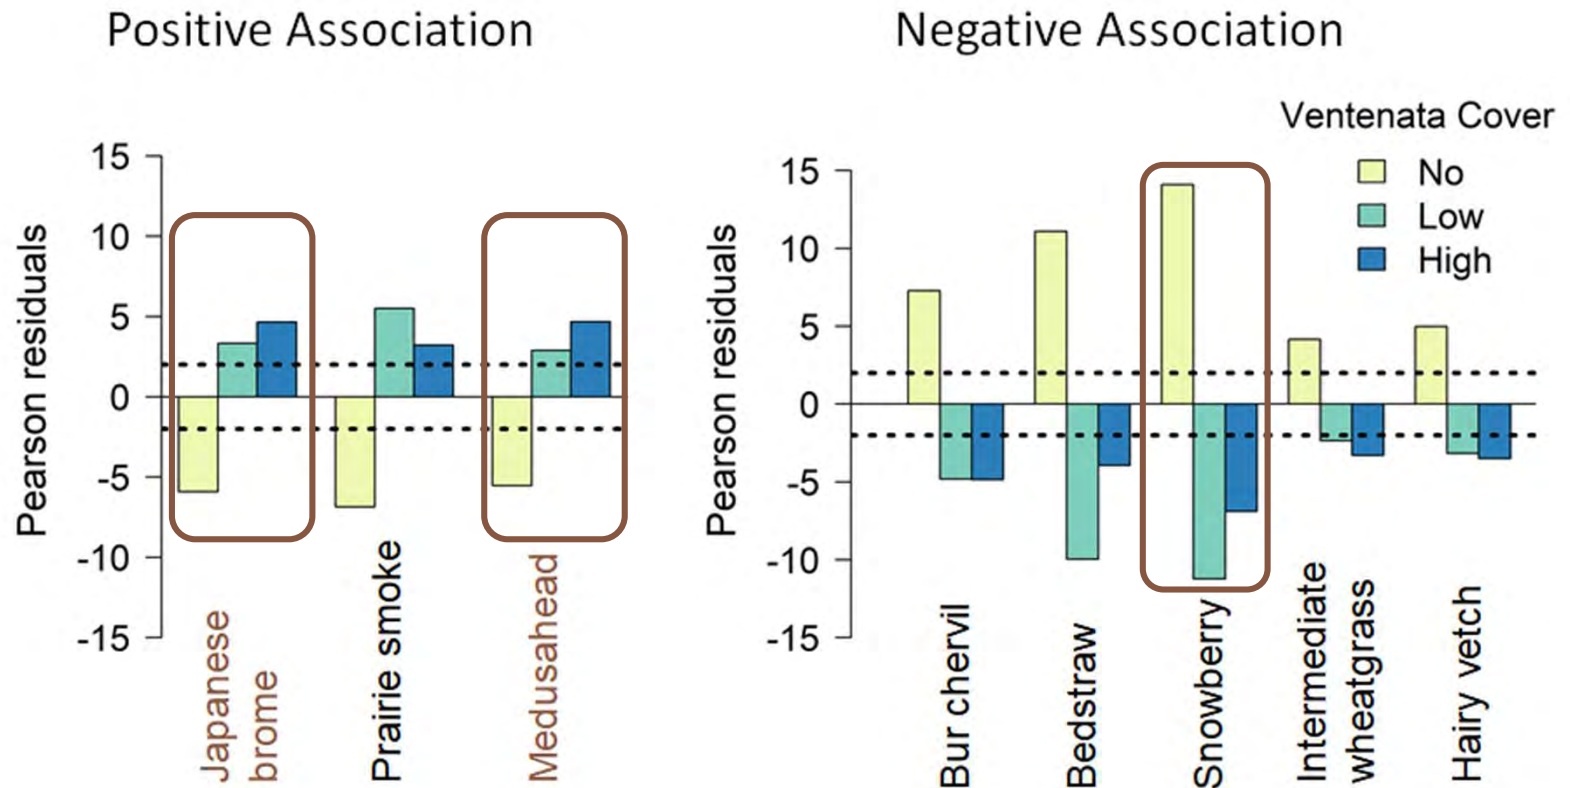 Positive Association
Pearson residuals
15
10
5
0
-5
-10
-15
Japanese
brome
Prairie smoke
Medusahead
Negative Association
Ventenata Cover
No
Low
High
Pearson residuals
15
10
5
0
-5
-10
-15
Bur chervil
Bedstraw
Snowberry
Intermediate
wheatgrass
Hairy vetch